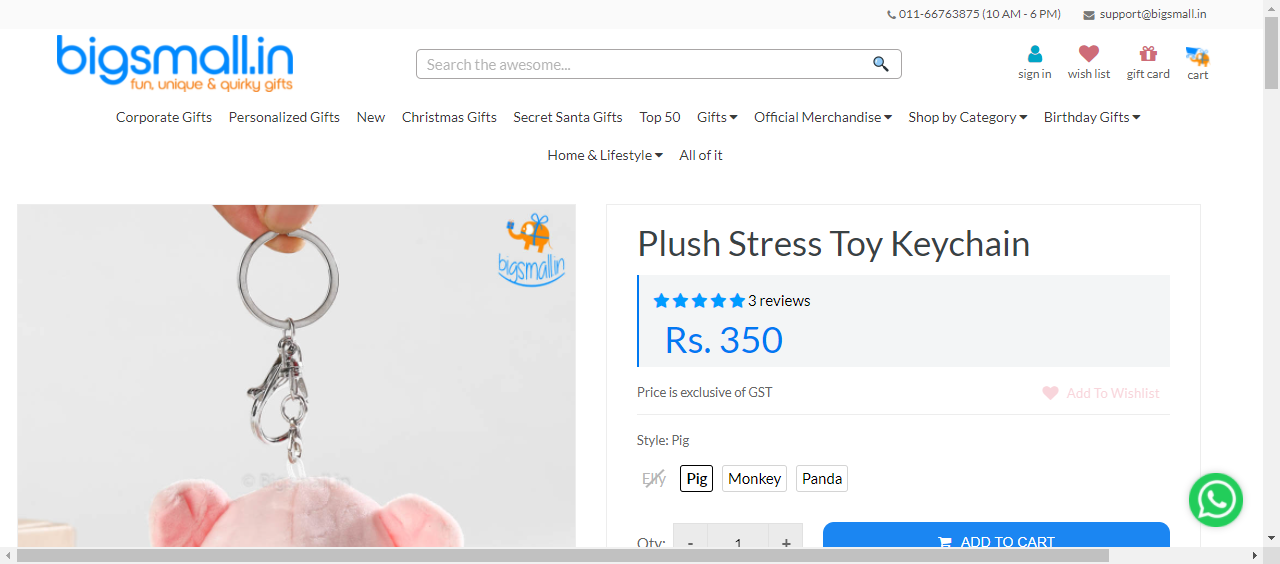 011-66763875 (10 AM - 6 PM) support@bigsmall.in
bigsmall.in
fun, unique & quirky gifts
Search the awesome...
sign in wish list gift card cart
Corporate Gifts Personalized Gifts New Christmas Gifts Secret Santa Gifts Top 50 Gifts Official Merchandise Shop by Category Birthday Gifts
Home & Lifestyle All of it
bigsmall.in
Plush Stress Toy Keychain
3 reviews
Rs. 350
Price is exclusive of GST Add To Wishlist
Style: Pig
© Bigsmall.in
Elly Pig Monkey Panda
Qty: - 1 + ADD TO CART